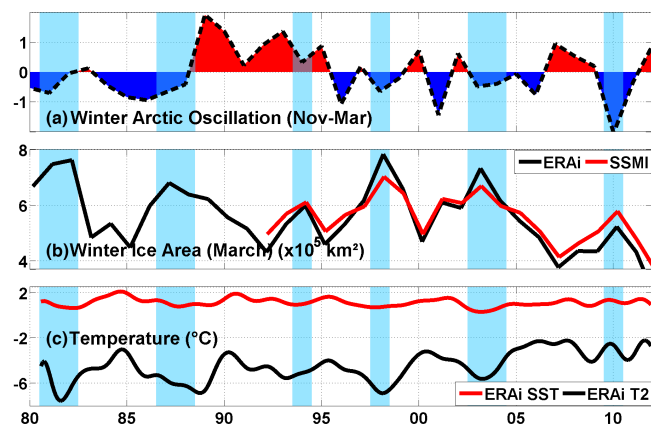 1
0
-1
(a) Winter Arctic Oscillation (Nov-Mar)
8
6
4
ERAi SSMI
(b) Winter Ice Area (March) (x10⁵ km²)
2
-2
-6
(c) Temperature (°C)
ERAi SST ERAi T2
80 85 90 95 00 05 10